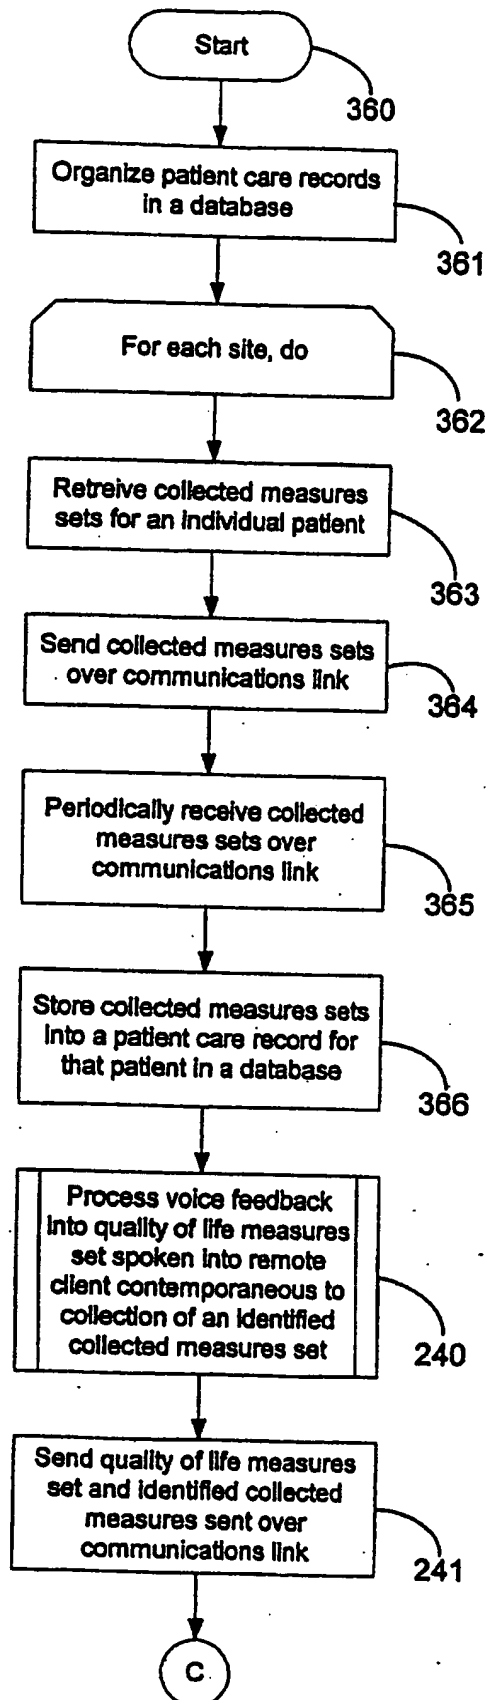 Start
360
Organize patient care records
in a database
361
For each site, do
362
Retreive collected measures
sets for an individual patient
363
Send collected measures sets
over communications link
364
Periodically receive collected
measures sets over
communications link
365
Store collected measures sets
into a patient care record for
that patient in a database
366
Process voice feedback
into quality of life measures
set spoken into remote
client contemporaneous to
collection of an identified
collected measures set
240
Send quality of life measures
set and identified collected
measures sent over
communications link
241
C